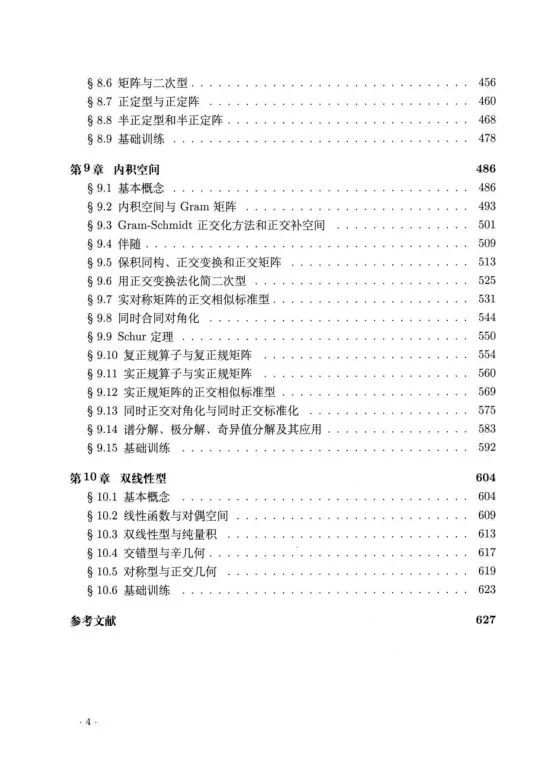 § 8.6 矩阵与二次型 . . . . . . . . . . . . . . . . . . . . . . . . . 456
§ 8.7 正定型与正定阵 . . . . . . . . . . . . . . . . . . . . . . . . 460
§ 8.8 半正定型和半正定阵 . . . . . . . . . . . . . . . . . . . . . . 468
§ 8.9 基础训练 . . . . . . . . . . . . . . . . . . . . . . . . . . . 478
第9章 内积空间 486
§ 9.1 基本概念 . . . . . . . . . . . . . . . . . . . . . . . . . . . 486
§ 9.2 内积空间与 Gram 矩阵 . . . . . . . . . . . . . . . . . . . . . 493
§ 9.3 Gram-Schmidt 正交化方法和正交补空间 . . . . . . . . . . . . 501
§ 9.4 伴随 . . . . . . . . . . . . . . . . . . . . . . . . . . . . . 509
§ 9.5 保积同构、正交变换和正交矩阵 . . . . . . . . . . . . . . . . . 513
§ 9.6 用正交变换法化简二次型 . . . . . . . . . . . . . . . . . . . . 525
§ 9.7 实对称矩阵的正交相似标准型 . . . . . . . . . . . . . . . . . . 531
§ 9.8 同时合同对角化 . . . . . . . . . . . . . . . . . . . . . . . . 544
§ 9.9 Schur 定理 . . . . . . . . . . . . . . . . . . . . . . . . . . 550
§ 9.10 复正规算子与复正规矩阵 . . . . . . . . . . . . . . . . . . . 554
§ 9.11 实正规算子与实正规矩阵 . . . . . . . . . . . . . . . . . . . 560
§ 9.12 实正规矩阵的正交相似标准型 . . . . . . . . . . . . . . . . . 569
§ 9.13 同时正交对角化与同时正交标准化 . . . . . . . . . . . . . . . 575
§ 9.14 谱分解、极分解、奇异值分解及其应用 . . . . . . . . . . . . . 583
§ 9.15 基础训练 . . . . . . . . . . . . . . . . . . . . . . . . . . 592
第10章 双线性型 604
§ 10.1 基本概念 . . . . . . . . . . . . . . . . . . . . . . . . . . 604
§ 10.2 线性函数与对偶空间 . . . . . . . . . . . . . . . . . . . . . 609
§ 10.3 双线性型与纯量积 . . . . . . . . . . . . . . . . . . . . . . 613
§ 10.4 交错型与辛几何 . . . . . . . . . . . . . . . . . . . . . . . 617
§ 10.5 对称型与正交几何 . . . . . . . . . . . . . . . . . . . . . . 619
§ 10.6 基础训练 . . . . . . . . . . . . . . . . . . . . . . . . . . 623
参考文献 627
· 4 ·